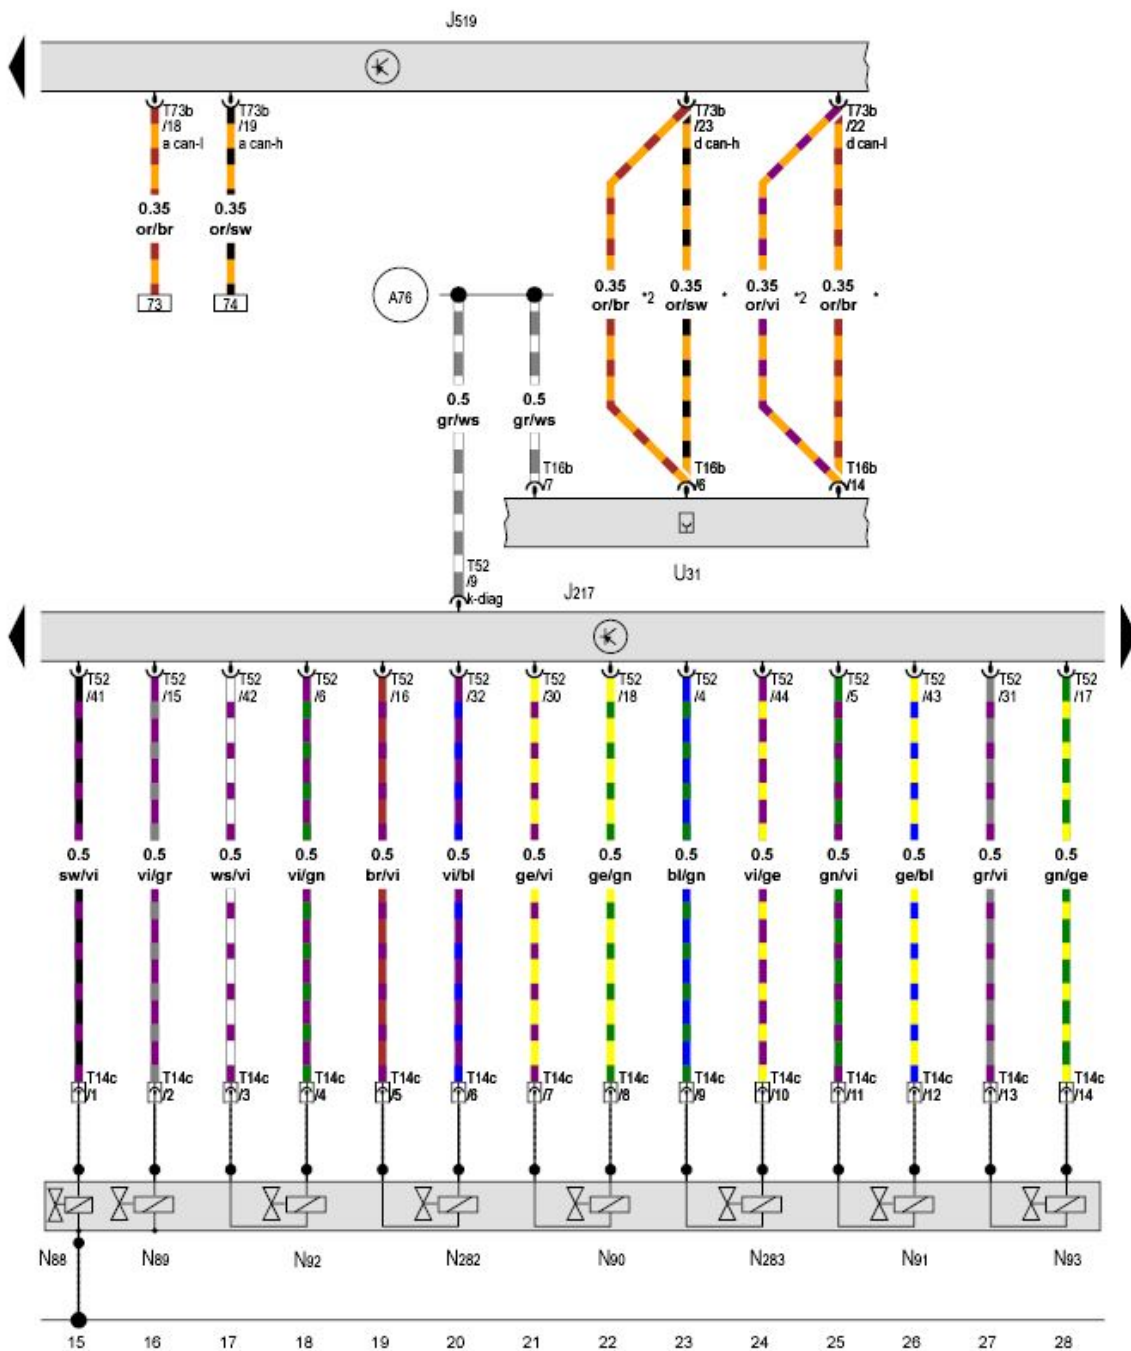 J519
T73b T73b T73b T73b
/18 /19 /23 /22
a can-l a can-h d can-h d can-l
0.35 0.35
or/br or/sw
73 74
A76
0.35 0.35 0.35 0.35
or/br *2 or/sw * or/vi *2 or/br *
0.5 0.5
gr/ws gr/ws
T16b T16b T16b
/7 /6 /14
U31
T52
/9
k-diag
J217
T52 T52 T52 T52 T52 T52 T52 T52 T52 T52 T52 T52 T52 T52
/41 /15 /42 /6 /16 /32 /30 /18 /4 /44 /5 /43 /31 /17
0.5 0.5 0.5 0.5 0.5 0.5 0.5 0.5 0.5 0.5 0.5 0.5 0.5 0.5
sw/vi vi/gr ws/vi vi/gn br/vi vi/bl ge/vi ge/gn bl/gn vi/ge gn/vi ge/bl gr/vi gn/ge
T14c T14c T14c T14c T14c T14c T14c T14c T14c T14c T14c T14c T14c T14c
/1 /2 /3 /4 /5 /6 /7 /8 /9 /10 /11 /12 /13 /14
N88 N89 N92 N282 N90 N283 N91 N93
15 16 17 18 19 20 21 22 23 24 25 26 27 28